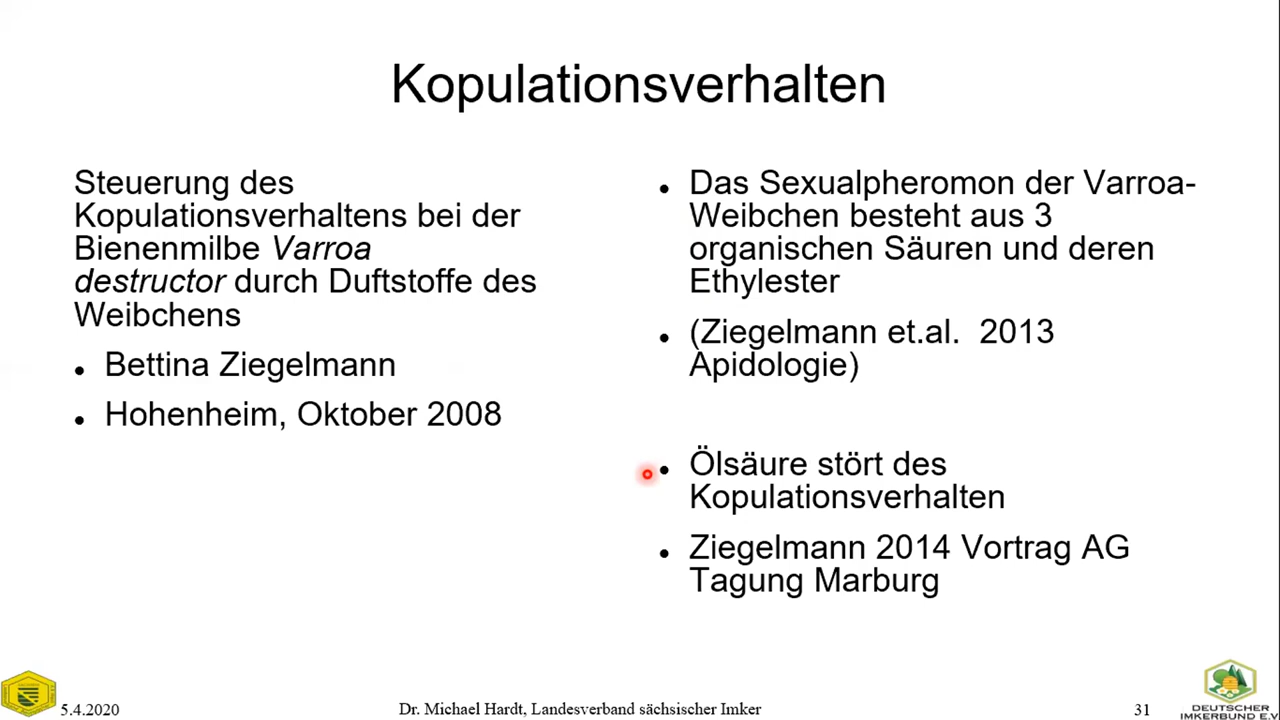 Kopulationsverhalten
Steuerung des
Kopulationsverhaltens bei der
Bienenmilbe Varroa
destructor durch Duftstoffe des
Weibchens
• Bettina Ziegelmann
• Hohenheim, Oktober 2008
• Das Sexualpheromon der Varroa-
Weibchen besteht aus 3
organischen Säuren und deren
Ethylester
• (Ziegelmann et.al. 2013
Apidologie)
• Ölsäure stört des
Kopulationsverhalten
• Ziegelmann 2014 Vortrag AG
Tagung Marburg
5.4.2020
Dr. Michael Hardt, Landesverband sächsischer Imker
31
DEUTSCHER
IMKERBUND E.V